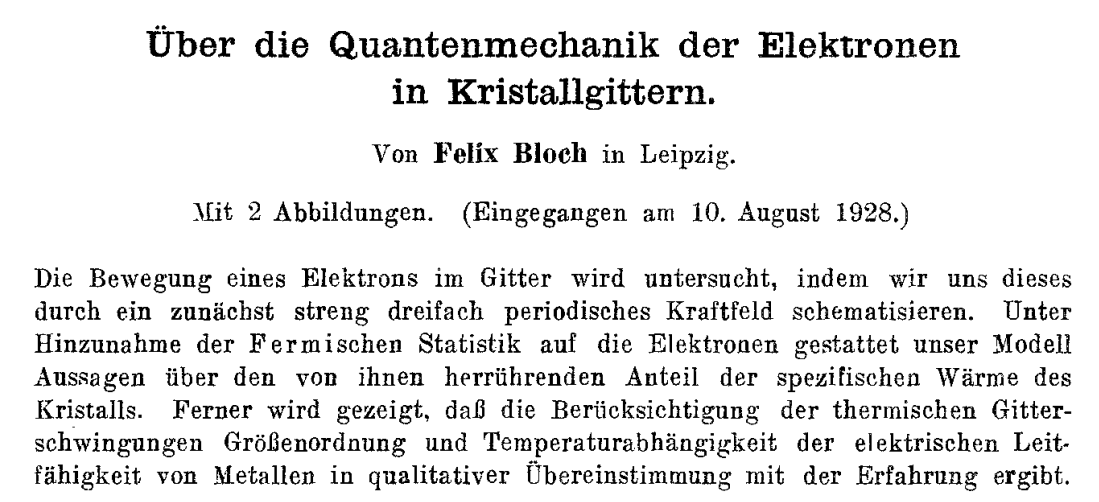 Über die Quantenmechanik der Elektronen
in Kristallgittern.
Von Felix Bloch in Leipzig.
Mit 2 Abbildungen. (Eingegangen am 10. August 1928.)
Die Bewegung eines Elektrons im Gitter wird untersucht, indem wir uns dieses
durch ein zunächst streng dreifach periodisches Kraftfeld schematisieren. Unter
Hinzunahme der Fermischen Statistik auf die Elektronen gestattet unser Modell
Aussagen über den von ihnen herrührenden Anteil der spezifischen Wärme des
Kristalls. Ferner wird gezeigt, daß die Berücksichtigung der thermischen Gitter-
schwingungen Größenordnung und Temperaturabhängigkeit der elektrischen Leit-
fähigkeit von Metallen in qualitativer Übereinstimmung mit der Erfahrung ergibt.